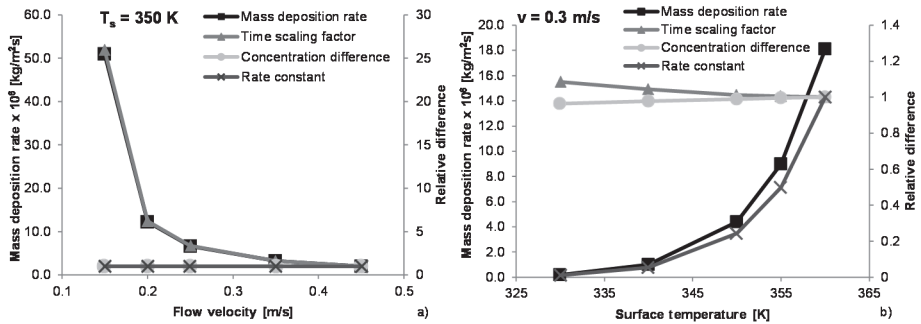 T_s = 350 K
Mass deposition rate
Time scaling factor
Concentration difference
Rate constant
Mass deposition rate x 10⁶ [kg/m²s]
60.0
50.0
40.0
30.0
20.0
10.0
0.0
30
25
20
15
10
5
0
Relative difference
0.1
0.2
0.3
0.4
0.5
Flow velocity [m/s]
a)
v = 0.3 m/s
Mass deposition rate
Time scaling factor
Concentration difference
Rate constant
Mass deposition rate x 10⁶ [kg/m²s]
20.0
18.0
16.0
14.0
12.0
10.0
8.0
6.0
4.0
2.0
0.0
1.4
1.2
1
0.8
0.6
0.4
0.2
0
Relative difference
325
335
345
355
365
Surface temperature [K]
b)